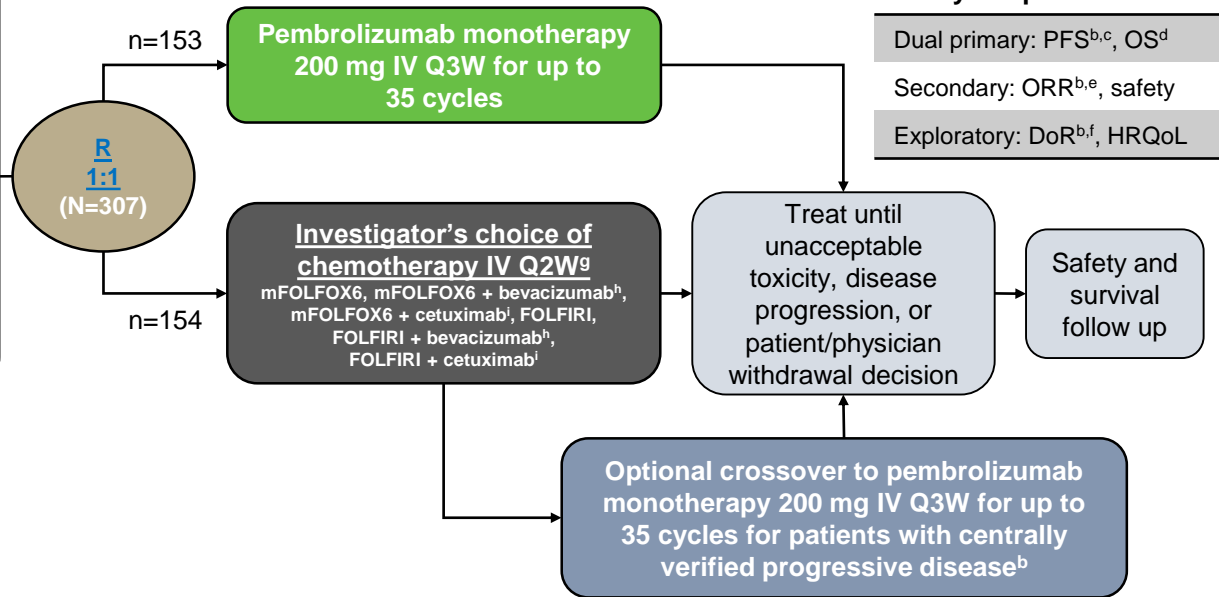 n=153
Pembrolizumab monotherapy
200 mg IV Q3W for up to
35 cycles
Dual primary: PFSᵇ,ᶜ, OSᵈ
Secondary: ORRᵇ,ᵉ, safety
Exploratory: DoRᵇ,ᶠ, HRQoL
R
1:1
(N=307)
Investigator’s choice of
chemotherapy IV Q2Wᵍ
mFOLFOX6, mFOLFOX6 + bevacizumabʰ,
mFOLFOX6 + cetuximabⁱ, FOLFIRI,
FOLFIRI + bevacizumabʰ,
FOLFIRI + cetuximabⁱ
n=154
Treat until
unacceptable
toxicity, disease
progression, or
patient/physician
withdrawal decision
Safety and
survival
follow up
Optional crossover to pembrolizumab
monotherapy 200 mg IV Q3W for up to
35 cycles for patients with centrally
verified progressive diseaseᵇ